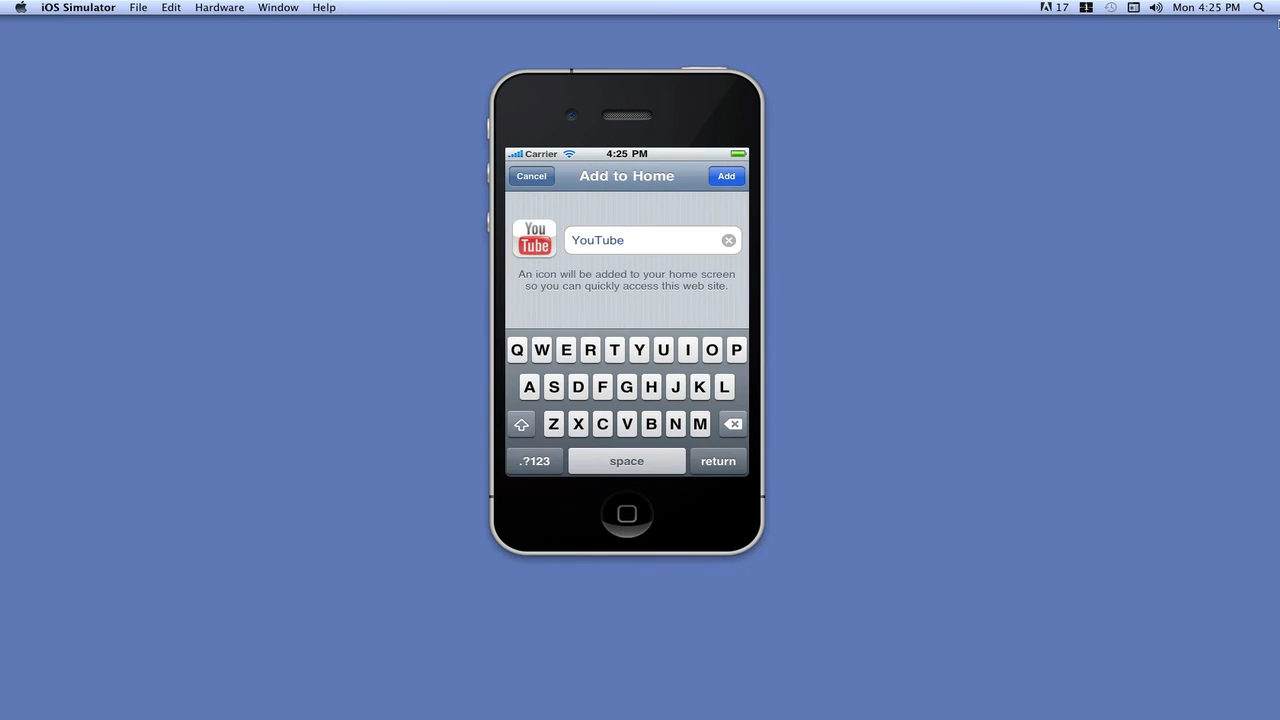 iOS Simulator File Edit Hardware Window Help 17 1 Mon 4:25 PM
Carrier 4:25 PM
Cancel Add to Home Add
You
Tube
YouTube
An icon will be added to your home screen
so you can quickly access this web site.
Q W E R T Y U I O P
A S D F G H J K L
Z X C V B N M
.?123 space return